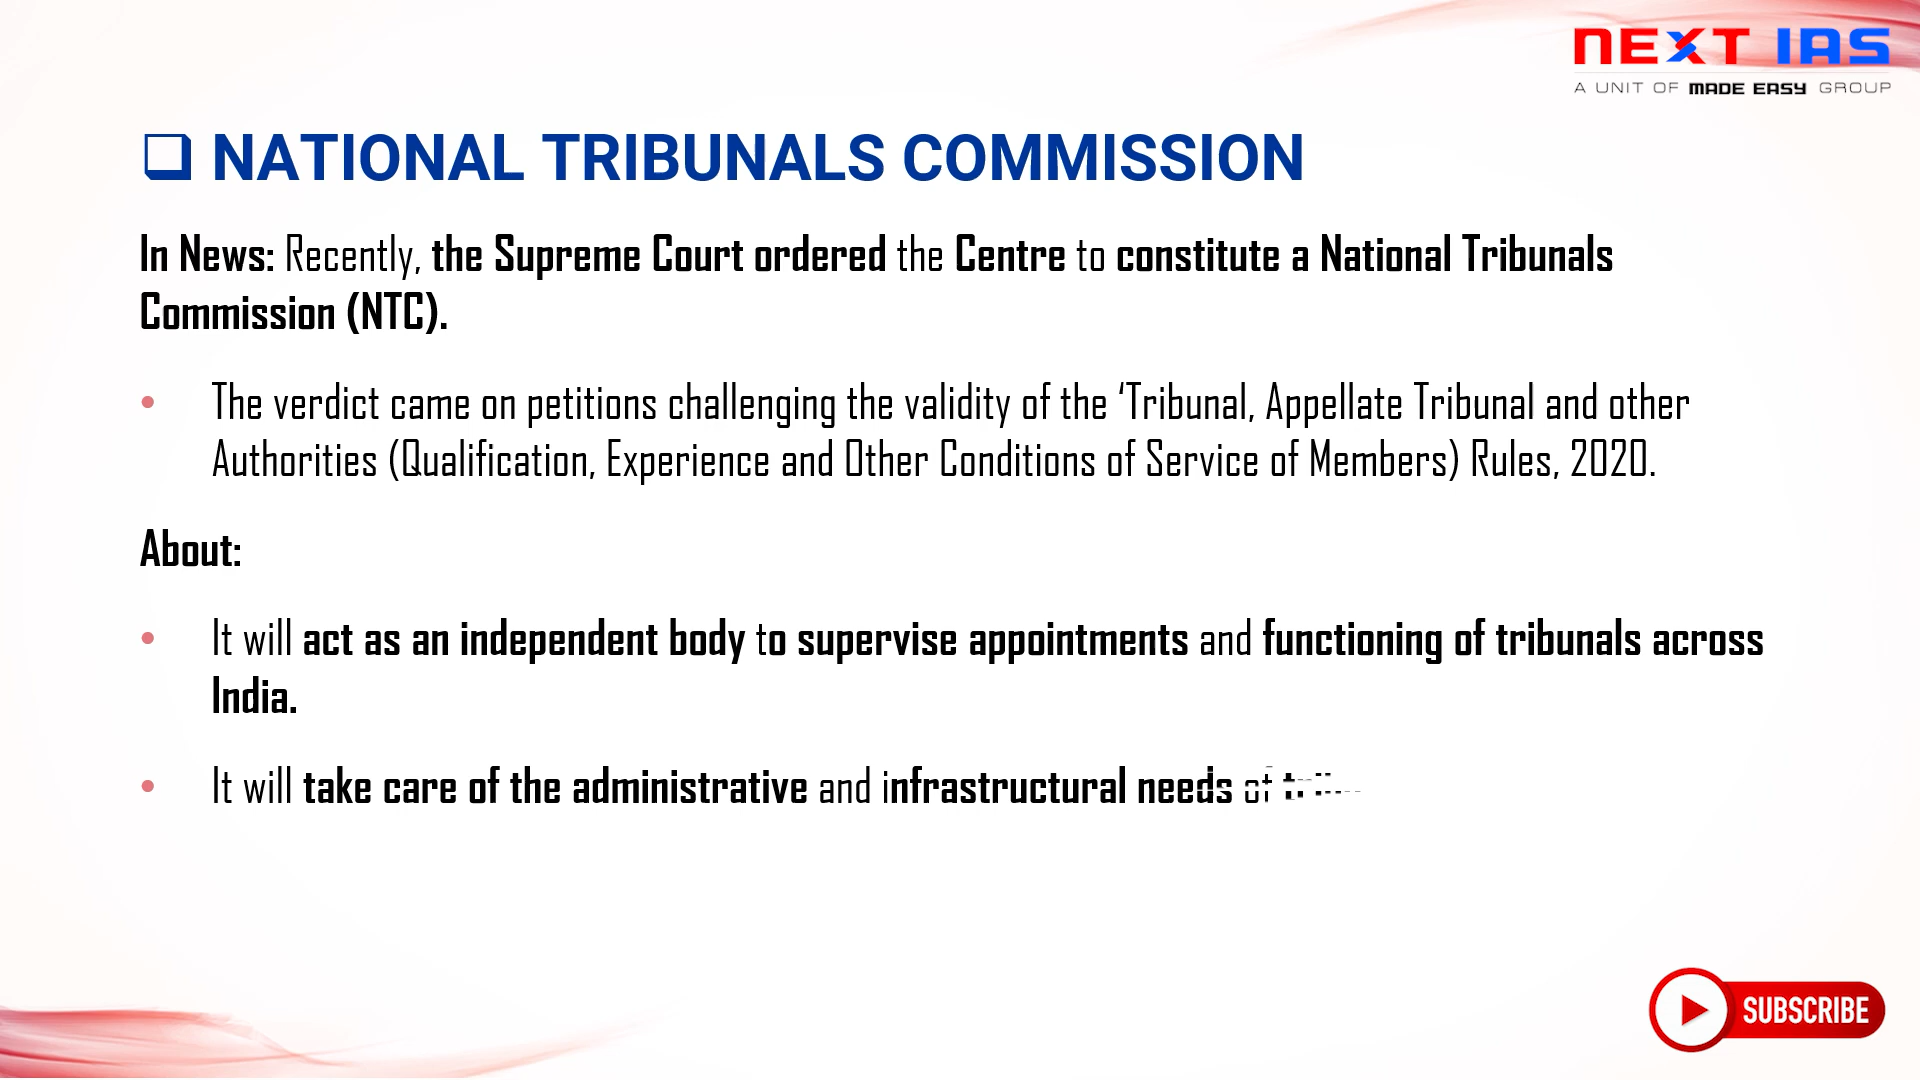 NEXT IAS
A UNIT OF MADE EASY GROUP
NATIONAL TRIBUNALS COMMISSION
In News: Recently, the Supreme Court ordered the Centre to constitute a National Tribunals
Commission (NTC).
• The verdict came on petitions challenging the validity of the ‘Tribunal, Appellate Tribunal and other
Authorities (Qualification, Experience and Other Conditions of Service of Members) Rules, 2020.
About:
• It will act as an independent body to supervise appointments and functioning of tribunals across
India.
• It will take care of the administrative and infrastructural needs of
SUBSCRIBE